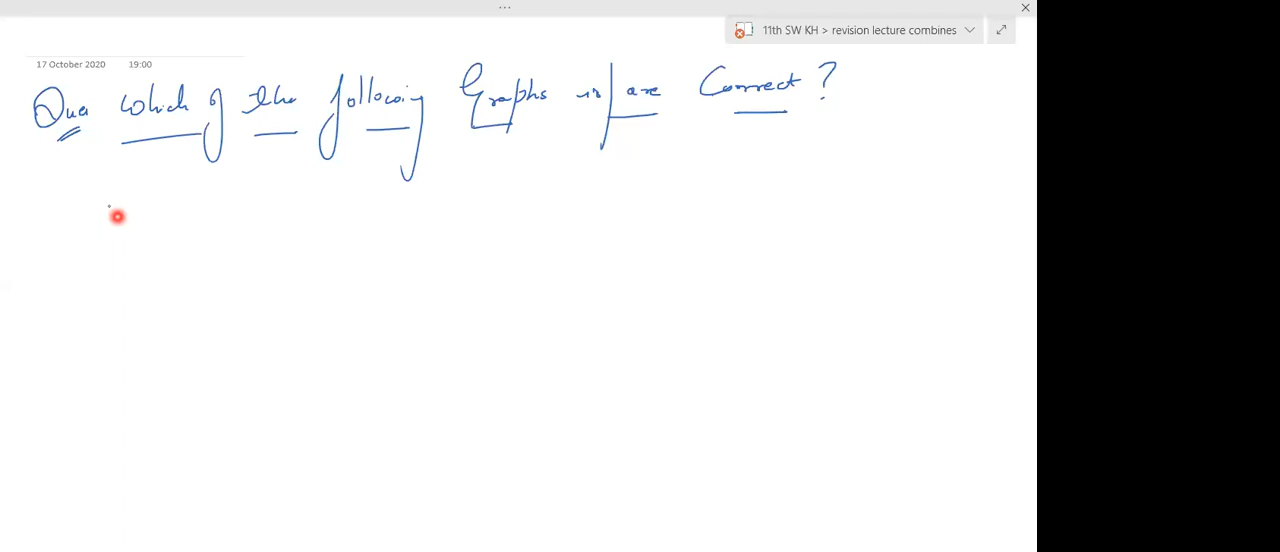 11th SW KH > revision lecture combines
17 October 2020 19:00
Que which of the following Graphs is/are Correct?